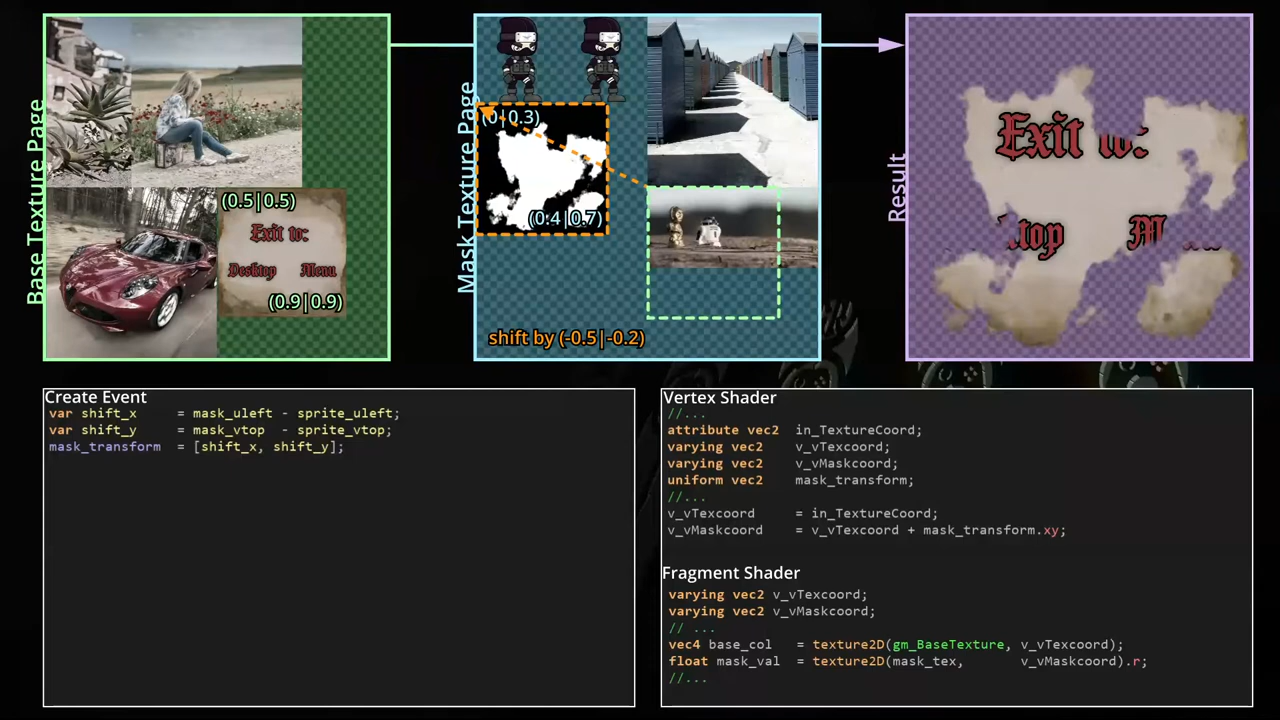 Base Texture Page
(0.5|0.5)
Exit to:
Desktop Menu
(0.9|0.9)
Mask Texture Page
(0|0.3)
(0.4|0.7)
shift by (-0.5|-0.2)
Result
Exit to:
Create Event
var shift_x = mask_uleft - sprite_uleft;
var shift_y = mask_vtop - sprite_vtop;
mask_transform = [shift_x, shift_y];
Vertex Shader
//...
attribute vec2 in_TextureCoord;
varying vec2 v_vTexcoord;
varying vec2 v_vMaskcoord;
uniform vec2 mask_transform;
//...
v_vTexcoord = in_TextureCoord;
v_vMaskcoord = v_vTexcoord + mask_transform.xy;
Fragment Shader
varying vec2 v_vTexcoord;
varying vec2 v_vMaskcoord;
// ...
vec4 base_col = texture2D(gm_BaseTexture, v_vTexcoord);
float mask_val = texture2D(mask_tex, v_vMaskcoord).r;
//...